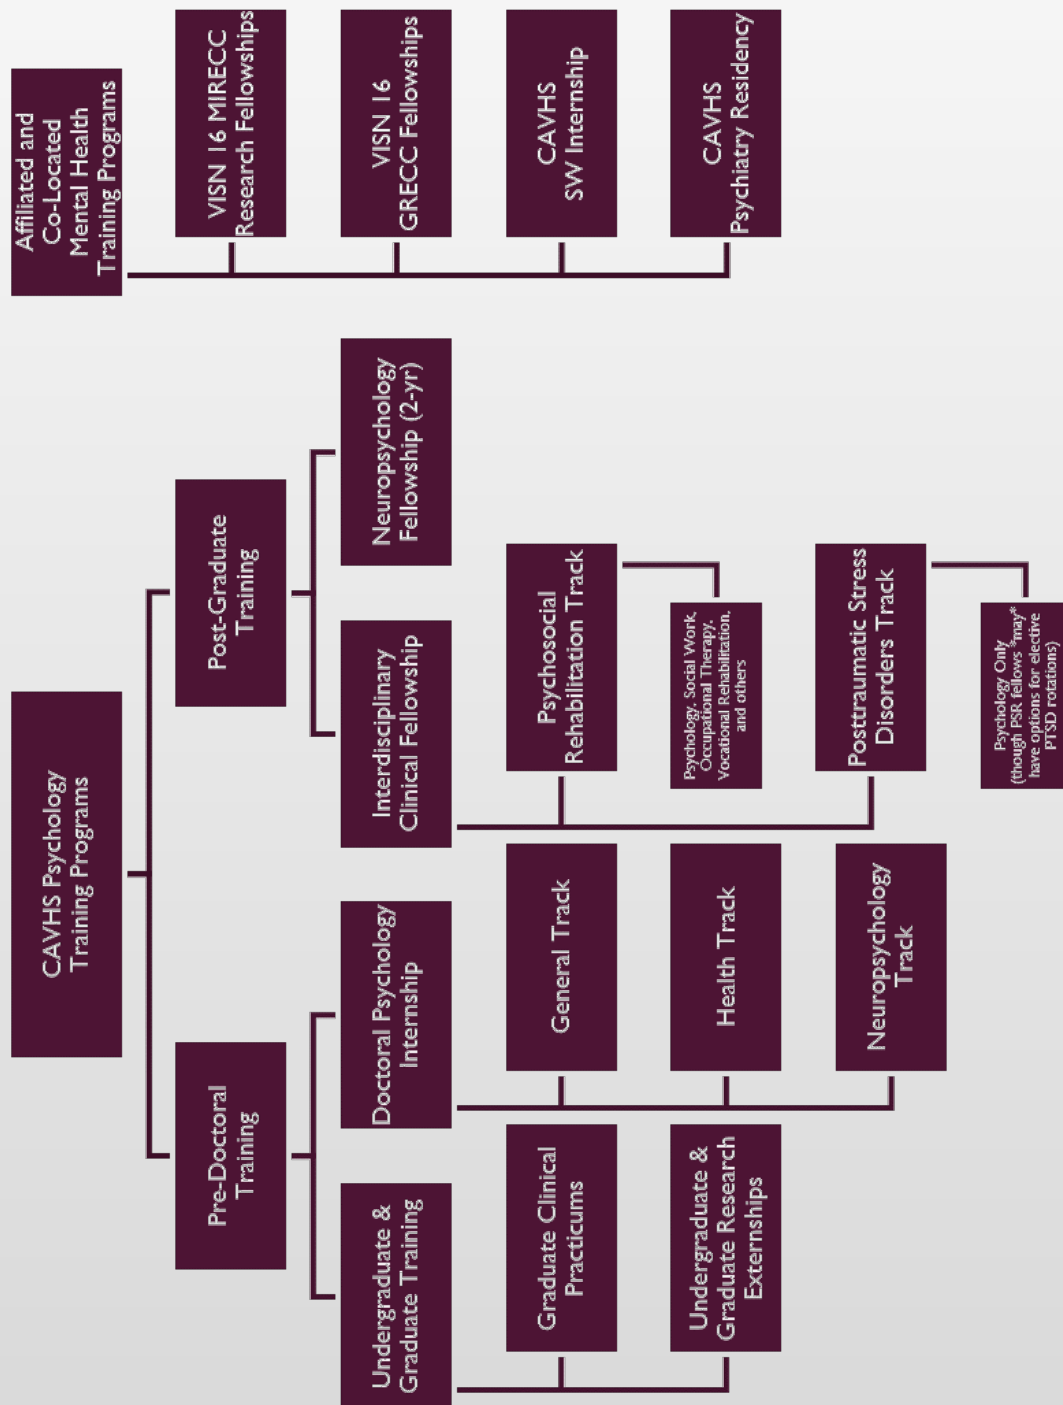 CAVHS Psychology
Training Programs
Pre-Doctoral
Training
Undergraduate &
Graduate Training
Graduate Clinical
Practicums
Undergraduate &
Graduate Research
Externships
Doctoral Psychology
Internship
General Track
Health Track
Neuropsychology
Track
Post-Graduate
Training
Interdisciplinary
Clinical Fellowship
Psychosocial
Rehabilitation Track
Psychology, Social Work,
Occupational Therapy,
Vocational Rehabilitation,
and others
Posttraumatic Stress
Disorders Track
Psychology Only
(though PSR fellows *may*
have options for elective
PTSD rotations)
Neuropsychology
Fellowship (2-yr)
Affiliated and
Co-Located
Mental Health
Training Programs
VISN 16 MIRECC
Research Fellowships
VISN 16
GRECC Fellowships
CAVHS
SW Internship
CAVHS
Psychiatry Residency